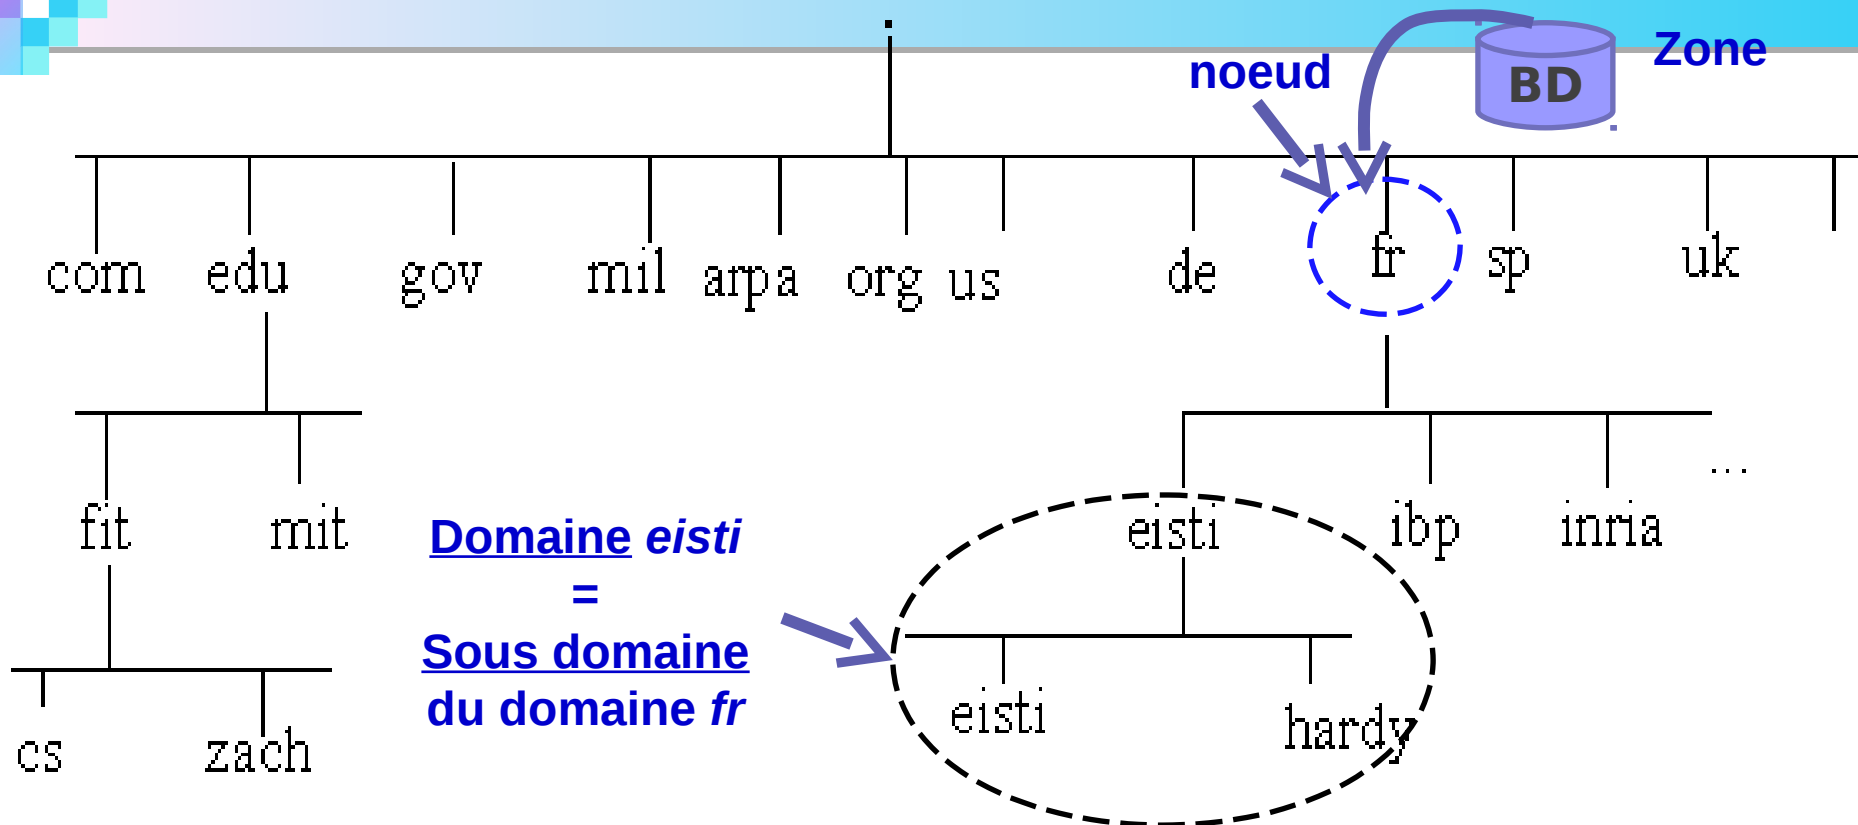 .
noeud
BD
Zone
com edu gov mil arpa org us de fr sp uk
...
fit mit eisti ibp inria
Domaine eisti
=
Sous domaine
du domaine fr
eisti hardy
cs zach